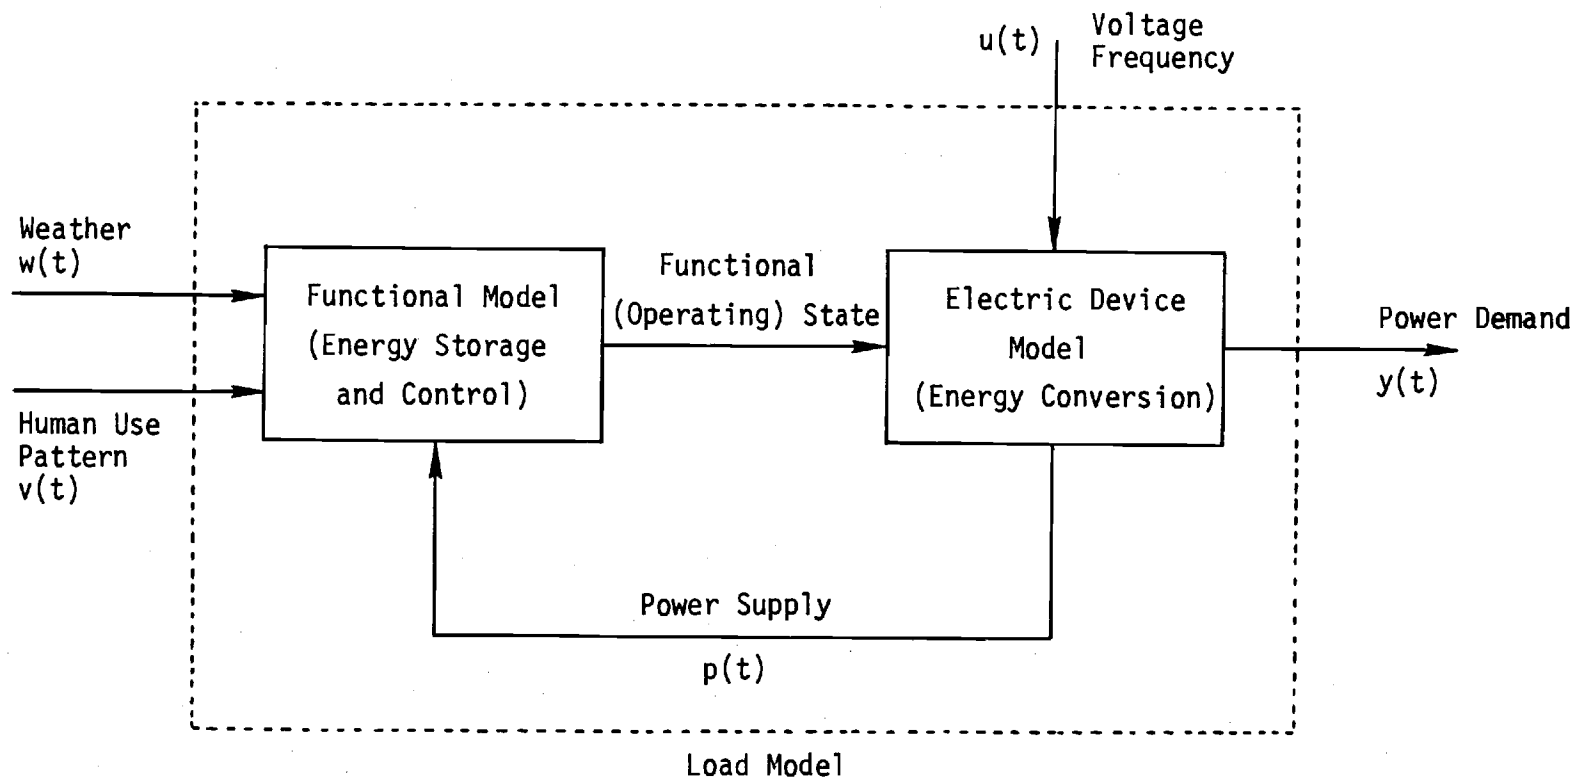 u(t)
Voltage
Frequency
Weather
w(t)
Human Use
Pattern
v(t)
Functional Model
(Energy Storage
and Control)
Functional
(Operating) State
Electric Device
Model
(Energy Conversion)
Power Demand
y(t)
Power Supply
p(t)
Load Model